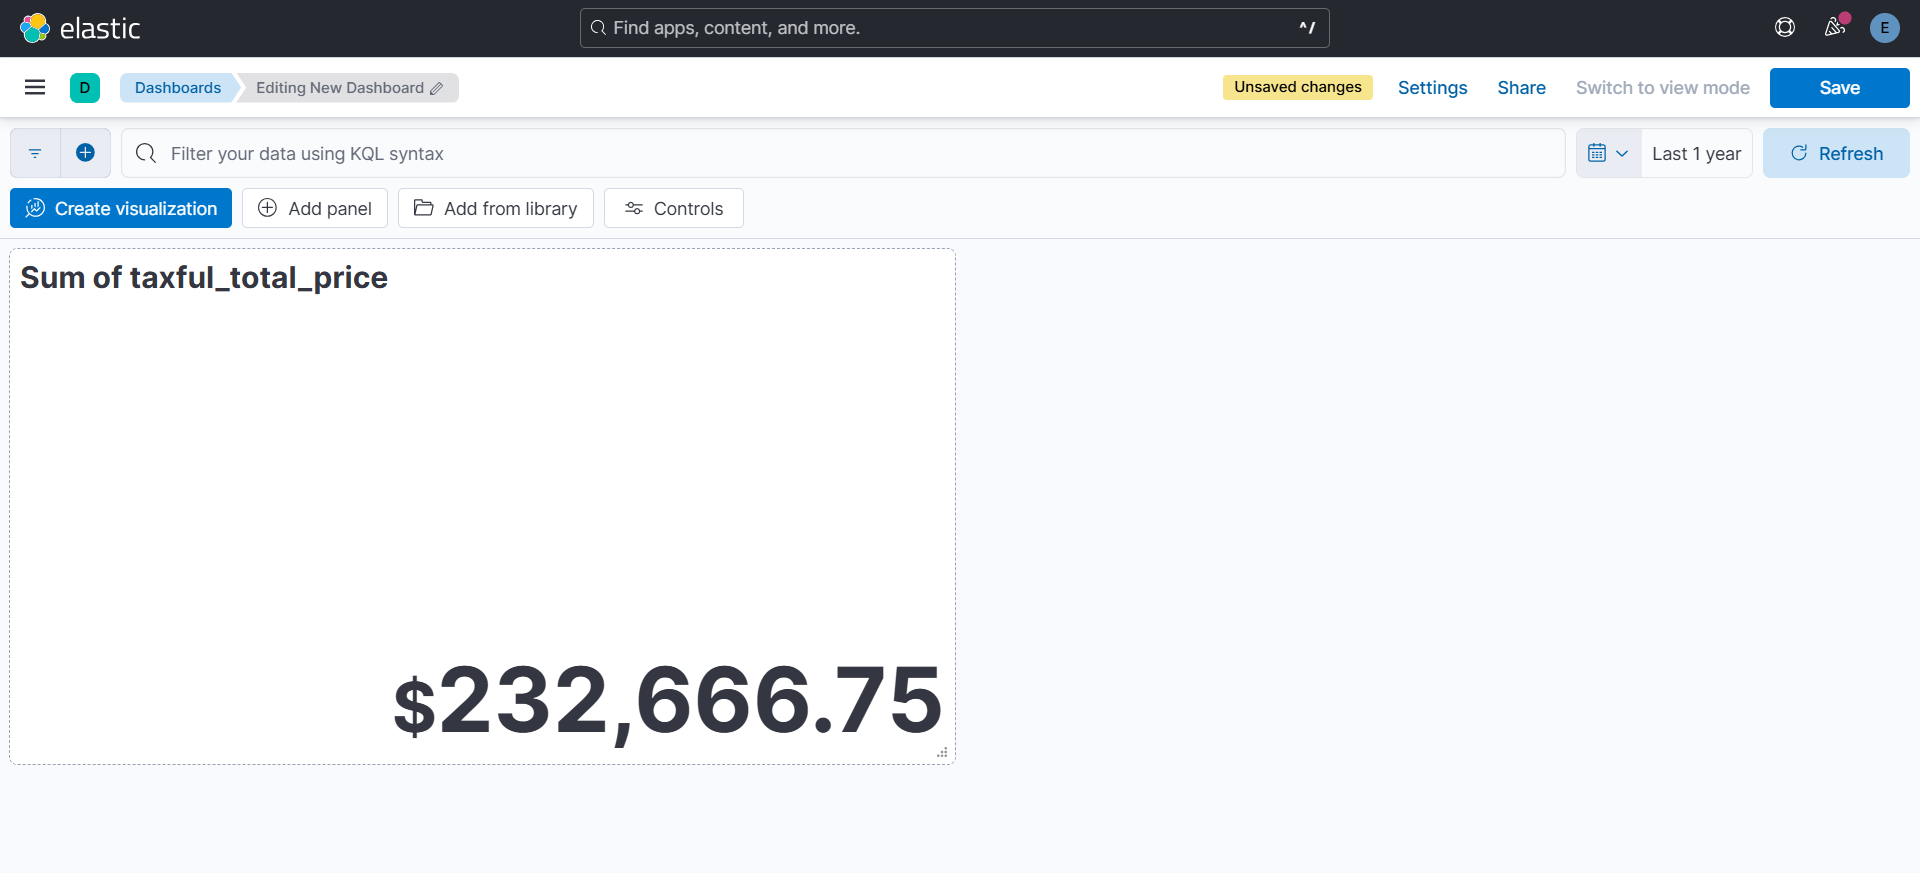 elastic
Find apps, content, and more.
^/
E
D
Dashboards
Editing New Dashboard
Unsaved changes
Settings
Share
Switch to view mode
Save
Filter your data using KQL syntax
Last 1 year
Refresh
Create visualization
Add panel
Add from library
Controls
Sum of taxful_total_price
$232,666.75